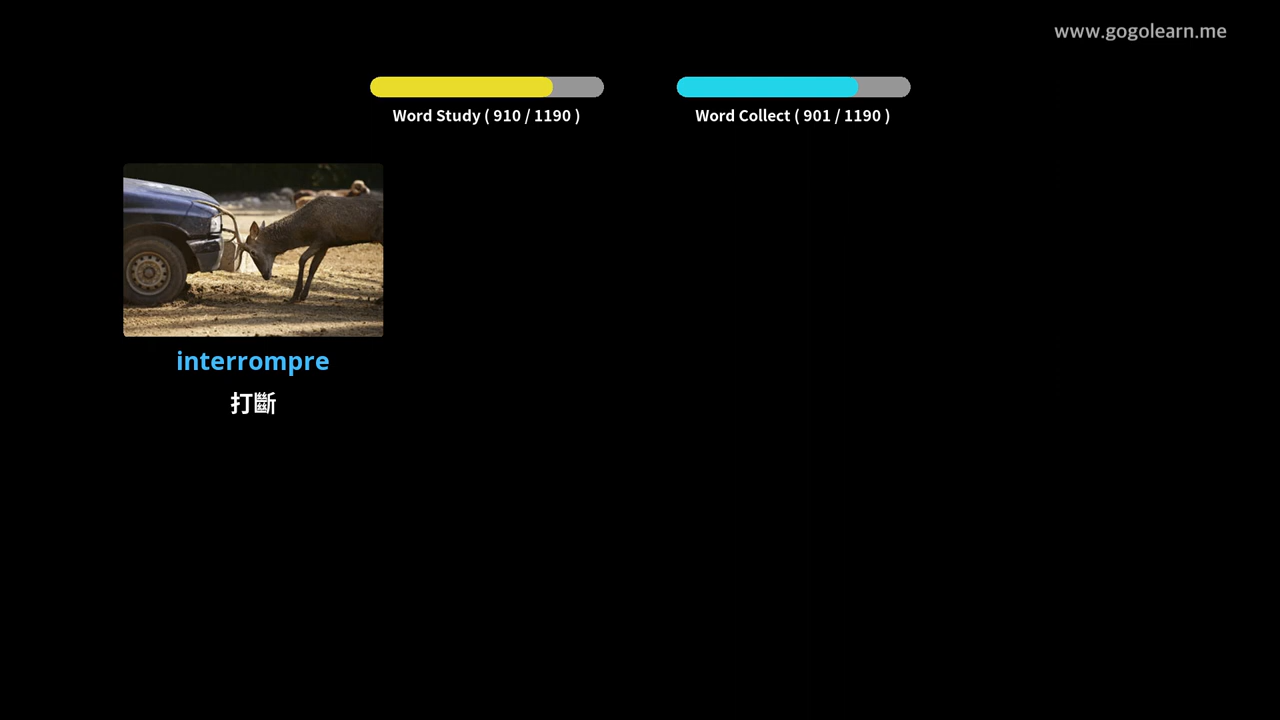 www.gogolearn.me
Word Study ( 910 / 1190 )
Word Collect ( 901 / 1190 )
interrompre
打斷